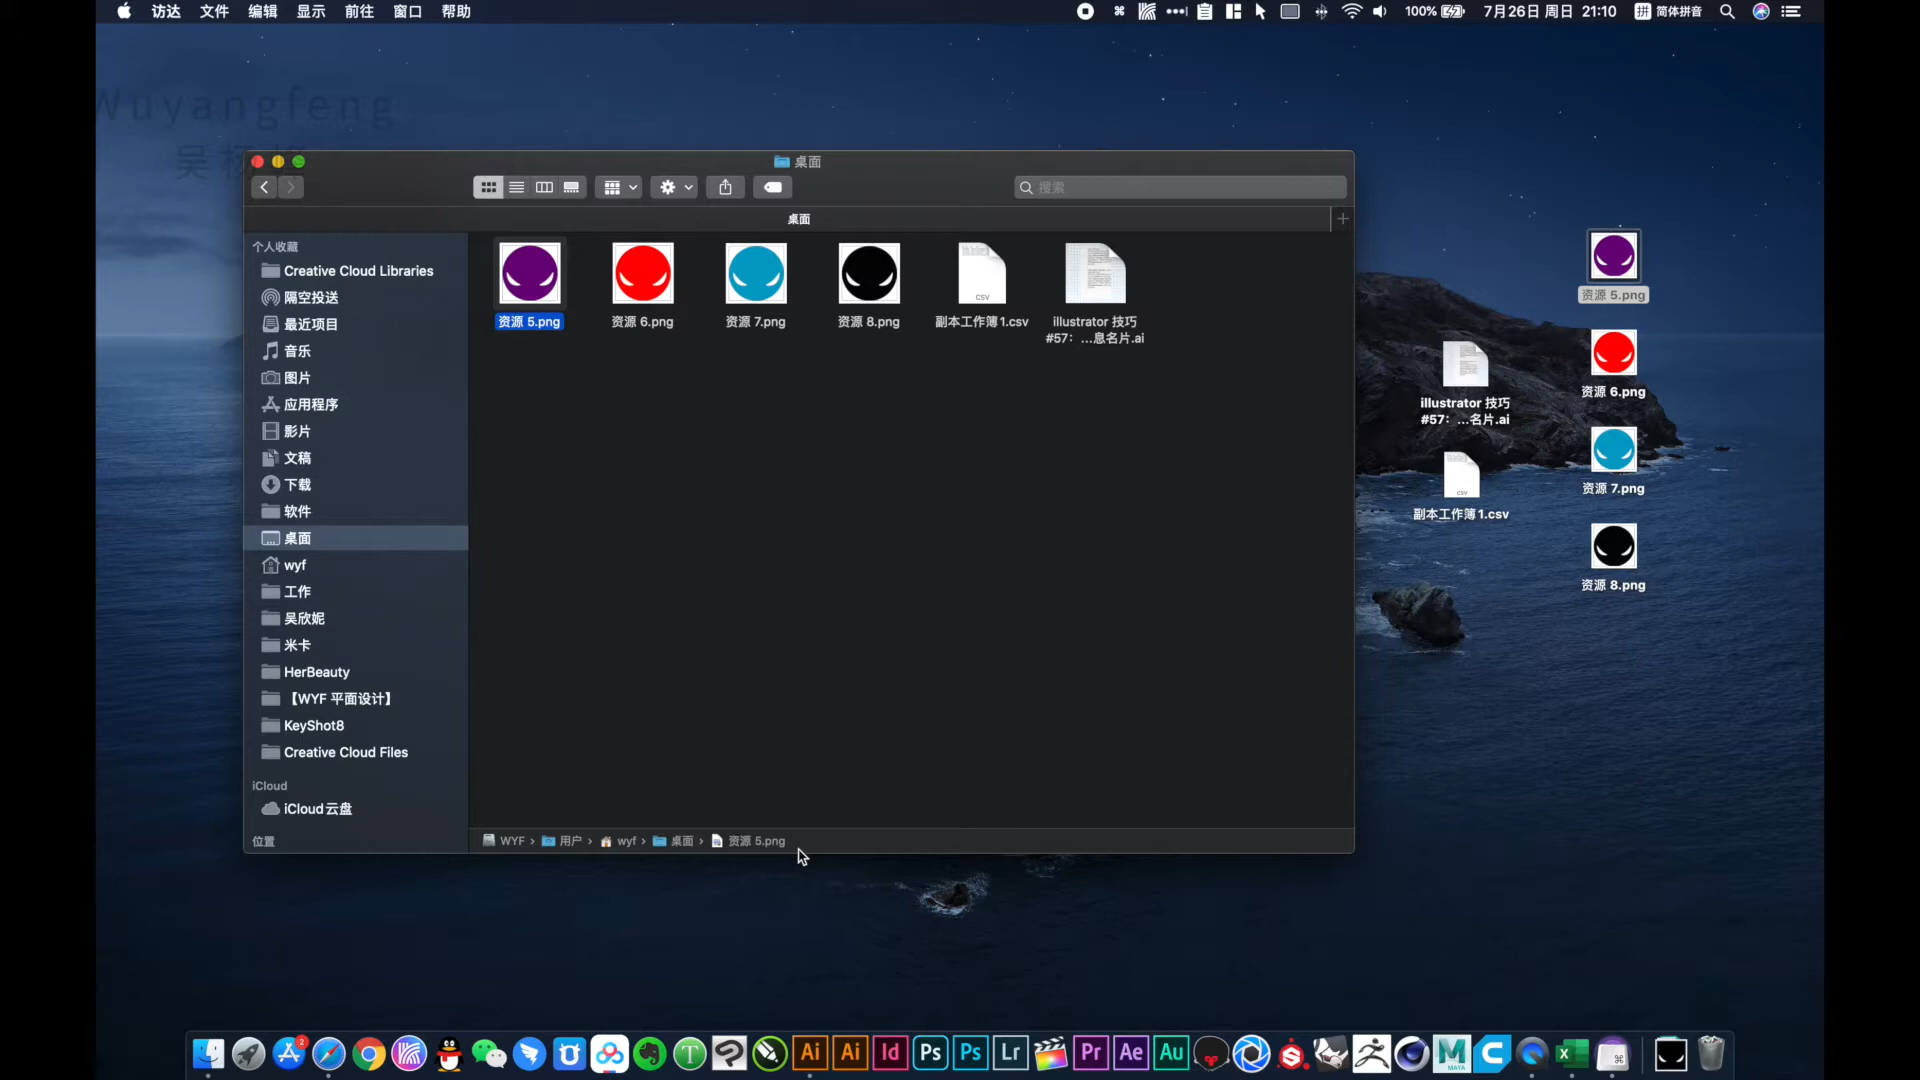 访达 文件 编辑 显示 前往 窗口 帮助
100% 7月26日 周日 21:10 拼 简体拼音
Wuyangfeng
吴杨
桌面
搜索
桌面
个人收藏
Creative Cloud Libraries
隔空投送
最近项目
音乐
图片
应用程序
影片
文稿
下载
软件
桌面
wyf
工作
吴欣妮
米卡
HerBeauty
【WYF 平面设计】
KeyShot8
Creative Cloud Files
iCloud
iCloud云盘
位置
资源 5.png
资源 6.png
资源 7.png
资源 8.png
CSV
副本工作簿1.csv
illustrator 技巧
#57：...息名片.ai
WYF › 用户 › wyf › 桌面 › 资源 5.png
资源 5.png
资源 6.png
资源 7.png
资源 8.png
illustrator 技巧
#57：...名片.ai
CSV
副本工作簿1.csv
2 T Ai Ai Id Ps Ps Lr Pr Ae Au S M MAYA C X